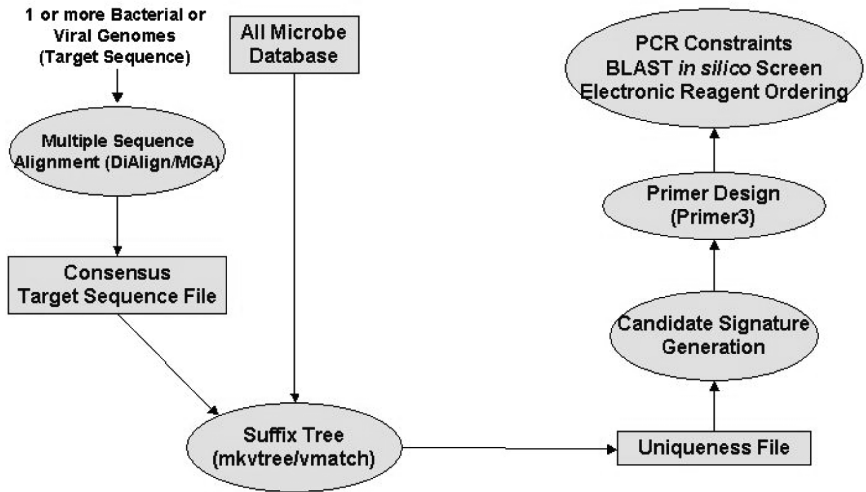 1 or more Bacterial or
Viral Genomes
(Target Sequence)
All Microbe
Database
Multiple Sequence
Alignment (DiAlign/MGA)
Consensus
Target Sequence File
Suffix Tree
(mkvtree/vmatch)
Uniqueness File
Candidate Signature
Generation
Primer Design
(Primer3)
PCR Constraints
BLAST in silico Screen
Electronic Reagent Ordering